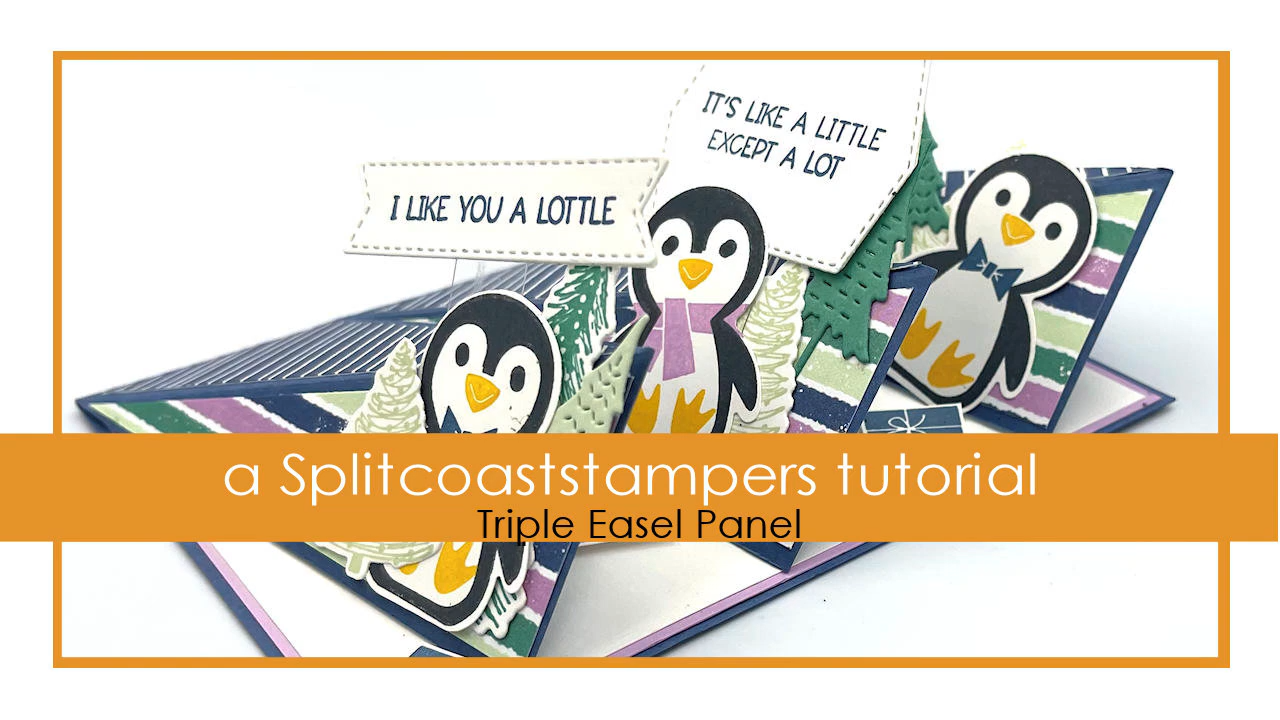 IT'S LIKE A LITTLE
EXCEPT A LOT
I LIKE YOU A LOTTLE
a Splitcoaststampers tutorial
Triple Easel Panel